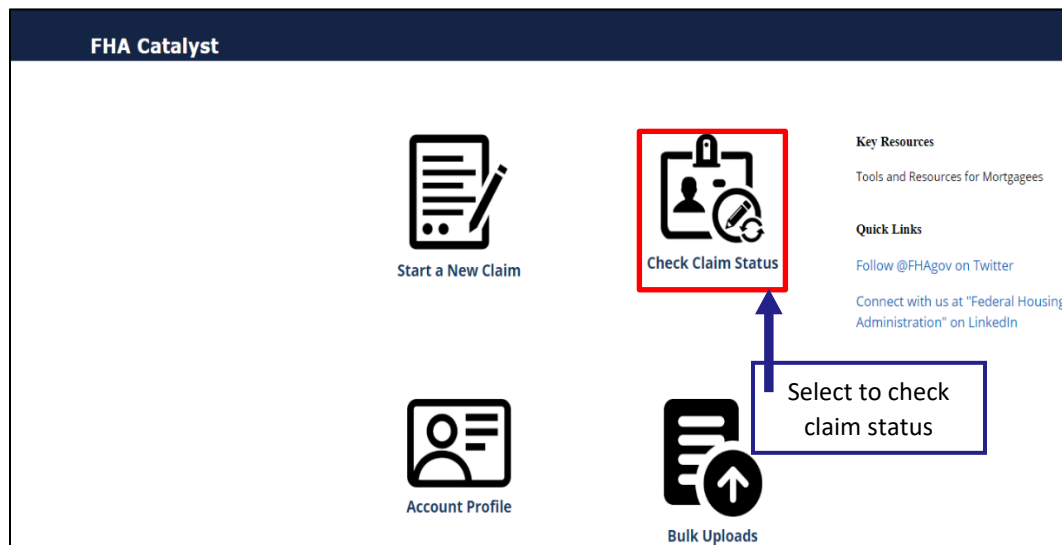 FHA Catalyst
Start a New Claim
Check Claim Status
Key Resources
Tools and Resources for Mortgagees
Quick Links
Follow @FHAgov on Twitter
Connect with us at "Federal Housing
Administration" on LinkedIn
Select to check
claim status
Account Profile
Bulk Uploads